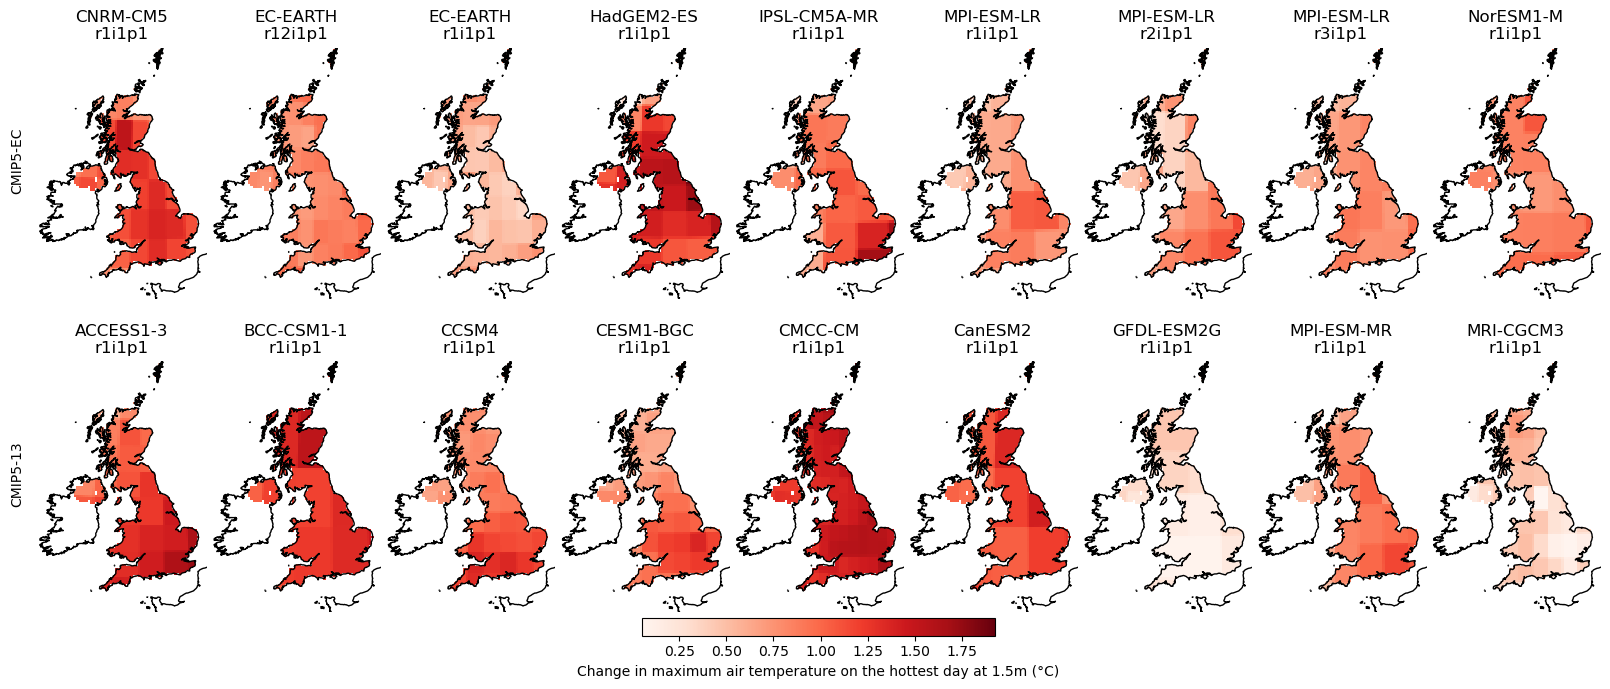 CNRM-CM5 EC-EARTH EC-EARTH HadGEM2-ES IPSL-CM5A-MR MPI-ESM-LR MPI-ESM-LR MPI-ESM-LR NorESM1-M
r1i1p1 r12i1p1 r1i1p1 r1i1p1 r1i1p1 r1i1p1 r2i1p1 r3i1p1 r1i1p1
CMIP5-EC
ACCESS1-3 BCC-CSM1-1 CCSM4 CESM1-BGC CMCC-CM CanESM2 GFDL-ESM2G MPI-ESM-MR MRI-CGCM3
r1i1p1 r1i1p1 r1i1p1 r1i1p1 r1i1p1 r1i1p1 r1i1p1 r1i1p1 r1i1p1
CMIP5-13
0.25 0.50 0.75 1.00 1.25 1.50 1.75
Change in maximum air temperature on the hottest day at 1.5m (°C)